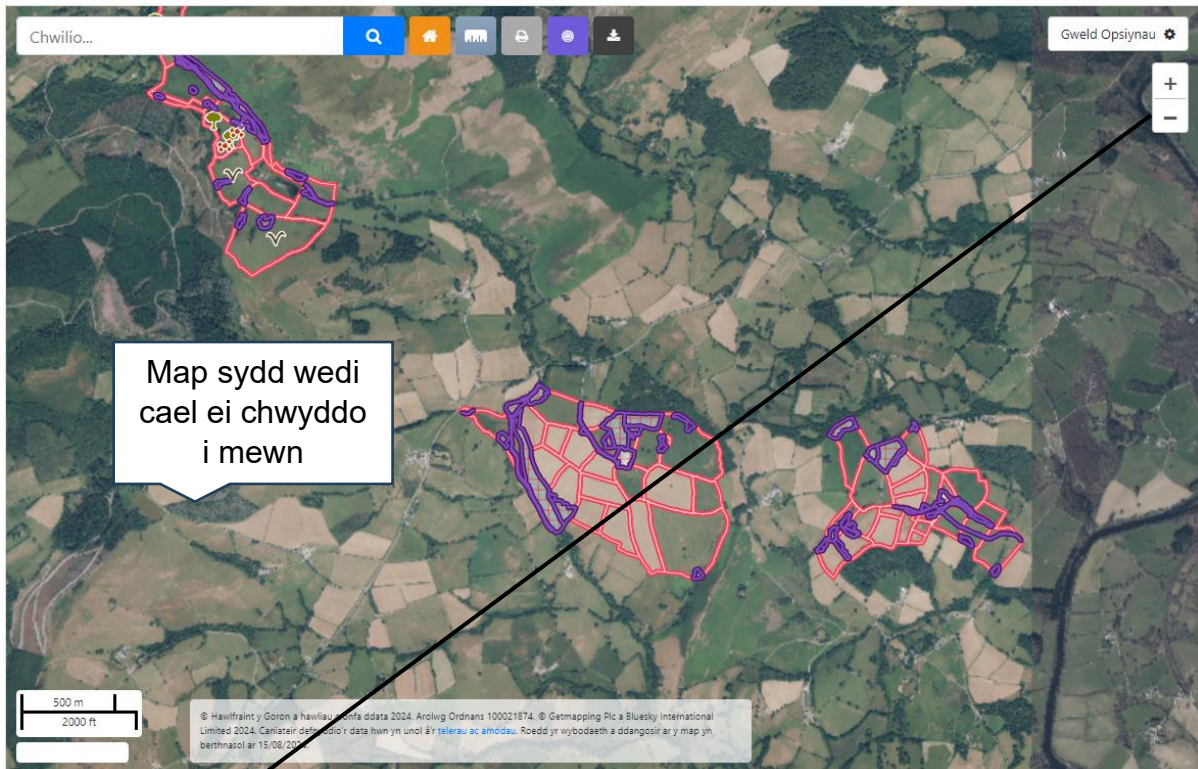 Chwilio...
Gweld Opsiynau
+
−
Map sydd wedi
cael ei chwyddo
i mewn
500 m
2000 ft
© Hawlfraint y Goron a hawliau cronfa ddata 2024. Arolwg Ordnans 100021874. © Getmapping Plc a Bluesky International
Limited 2024. Caniateir defnyddio'r data hwn yn unol â'r telerau ac amodau. Roedd yr wybodaeth a ddangosir ar y map yn
berthnasol ar 15/08/2024.